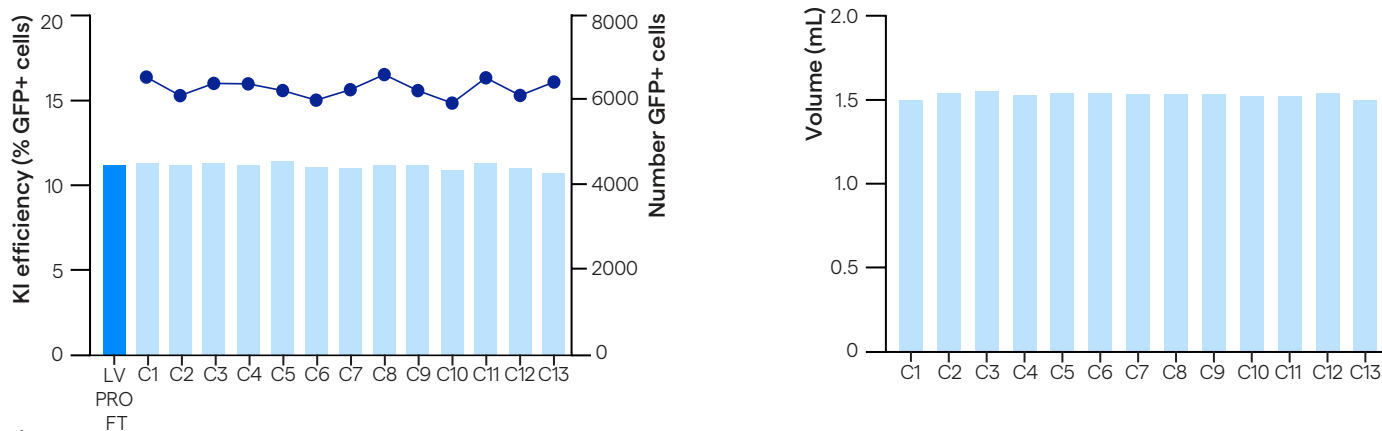 KI efficiency (% GFP+ cells)
20
15
10
5
0
Number GFP+ cells
8000
6000
4000
2000
0
LV PRO FT
C1 C2 C3 C4 C5 C6 C7 C8 C9 C10 C11 C12 C13
Volume (mL)
2.0
1.5
1.0
0.5
0
C1 C2 C3 C4 C5 C6 C7 C8 C9 C10 C11 C12 C13